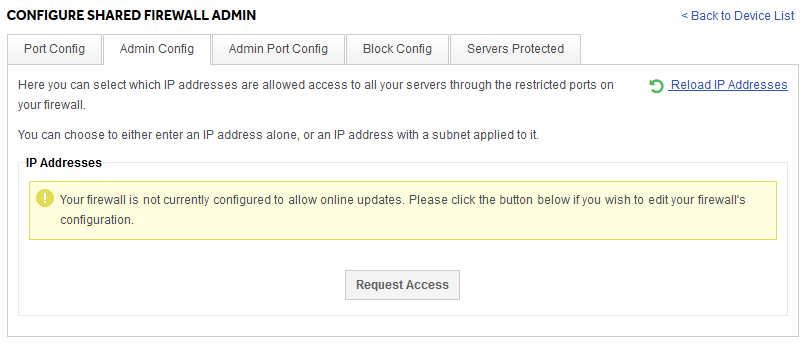 CONFIGURE SHARED FIREWALL ADMIN
< Back to Device List
Port Config
Admin Config
Admin Port Config
Block Config
Servers Protected
Here you can select which IP addresses are allowed access to all your servers through the restricted ports on
your firewall.
Reload IP Addresses
You can choose to either enter an IP address alone, or an IP address with a subnet applied to it.
IP Addresses
Your firewall is not currently configured to allow online updates. Please click the button below if you wish to edit your firewall's
configuration.
Request Access